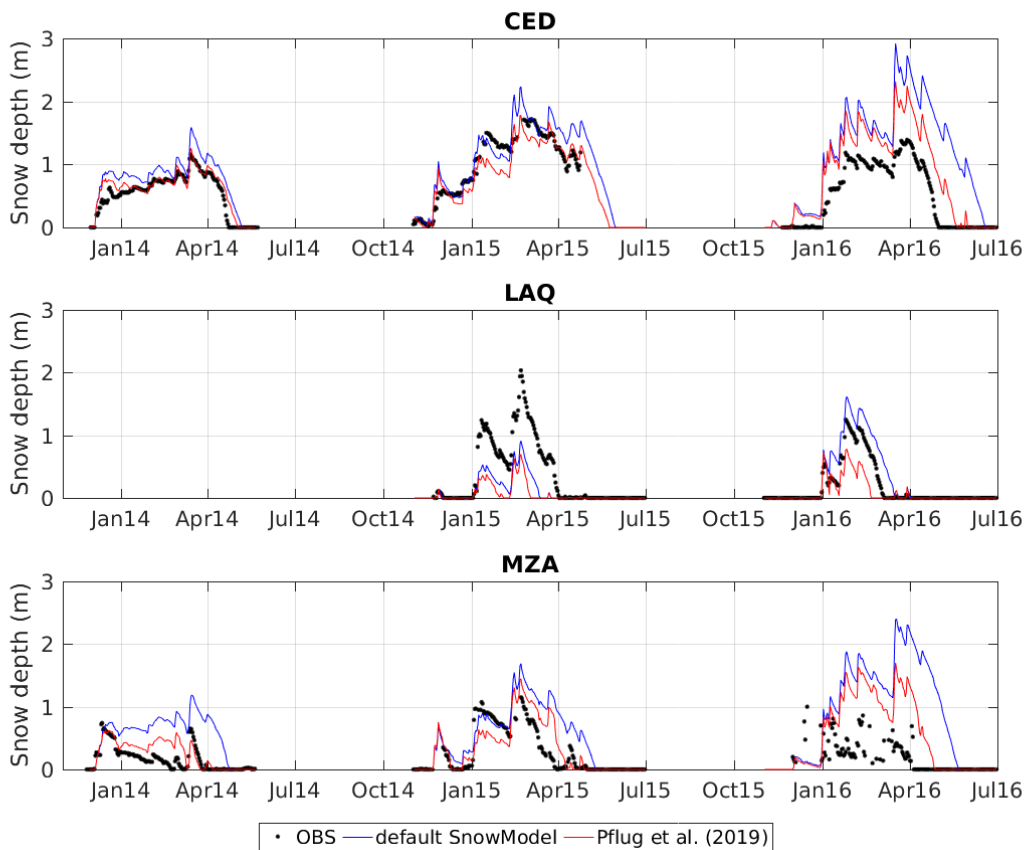 CED
Snow depth (m)
3
2
1
0
Jan14 Apr14 Jul14 Oct14 Jan15 Apr15 Jul15 Oct15 Jan16 Apr16 Jul16
LAQ
Snow depth (m)
3
2
1
0
Jan14 Apr14 Jul14 Oct14 Jan15 Apr15 Jul15 Oct15 Jan16 Apr16 Jul16
MZA
Snow depth (m)
3
2
1
0
Jan14 Apr14 Jul14 Oct14 Jan15 Apr15 Jul15 Oct15 Jan16 Apr16 Jul16
OBS default SnowModel Pflug et al. (2019)